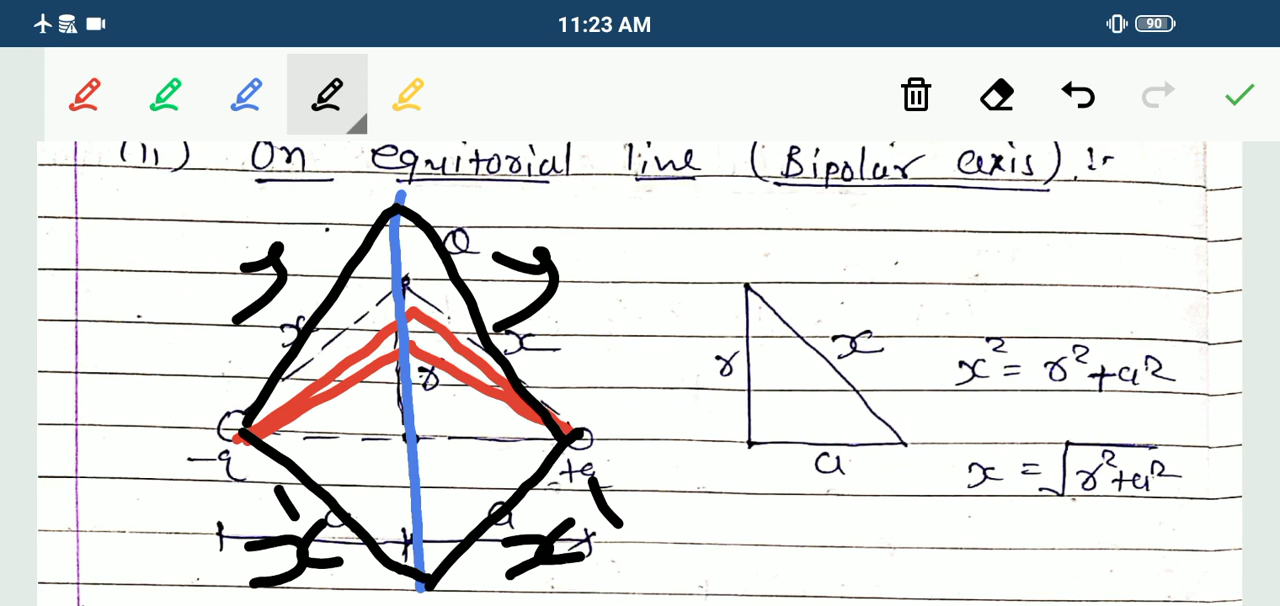 11:23 AM
90
(ii) On equitorial line (Bipolar axis) :-
Q
y y
x x
r
-q +q
a a
x' x'
r x
a
x² = r²+a²
x = √r²+a²